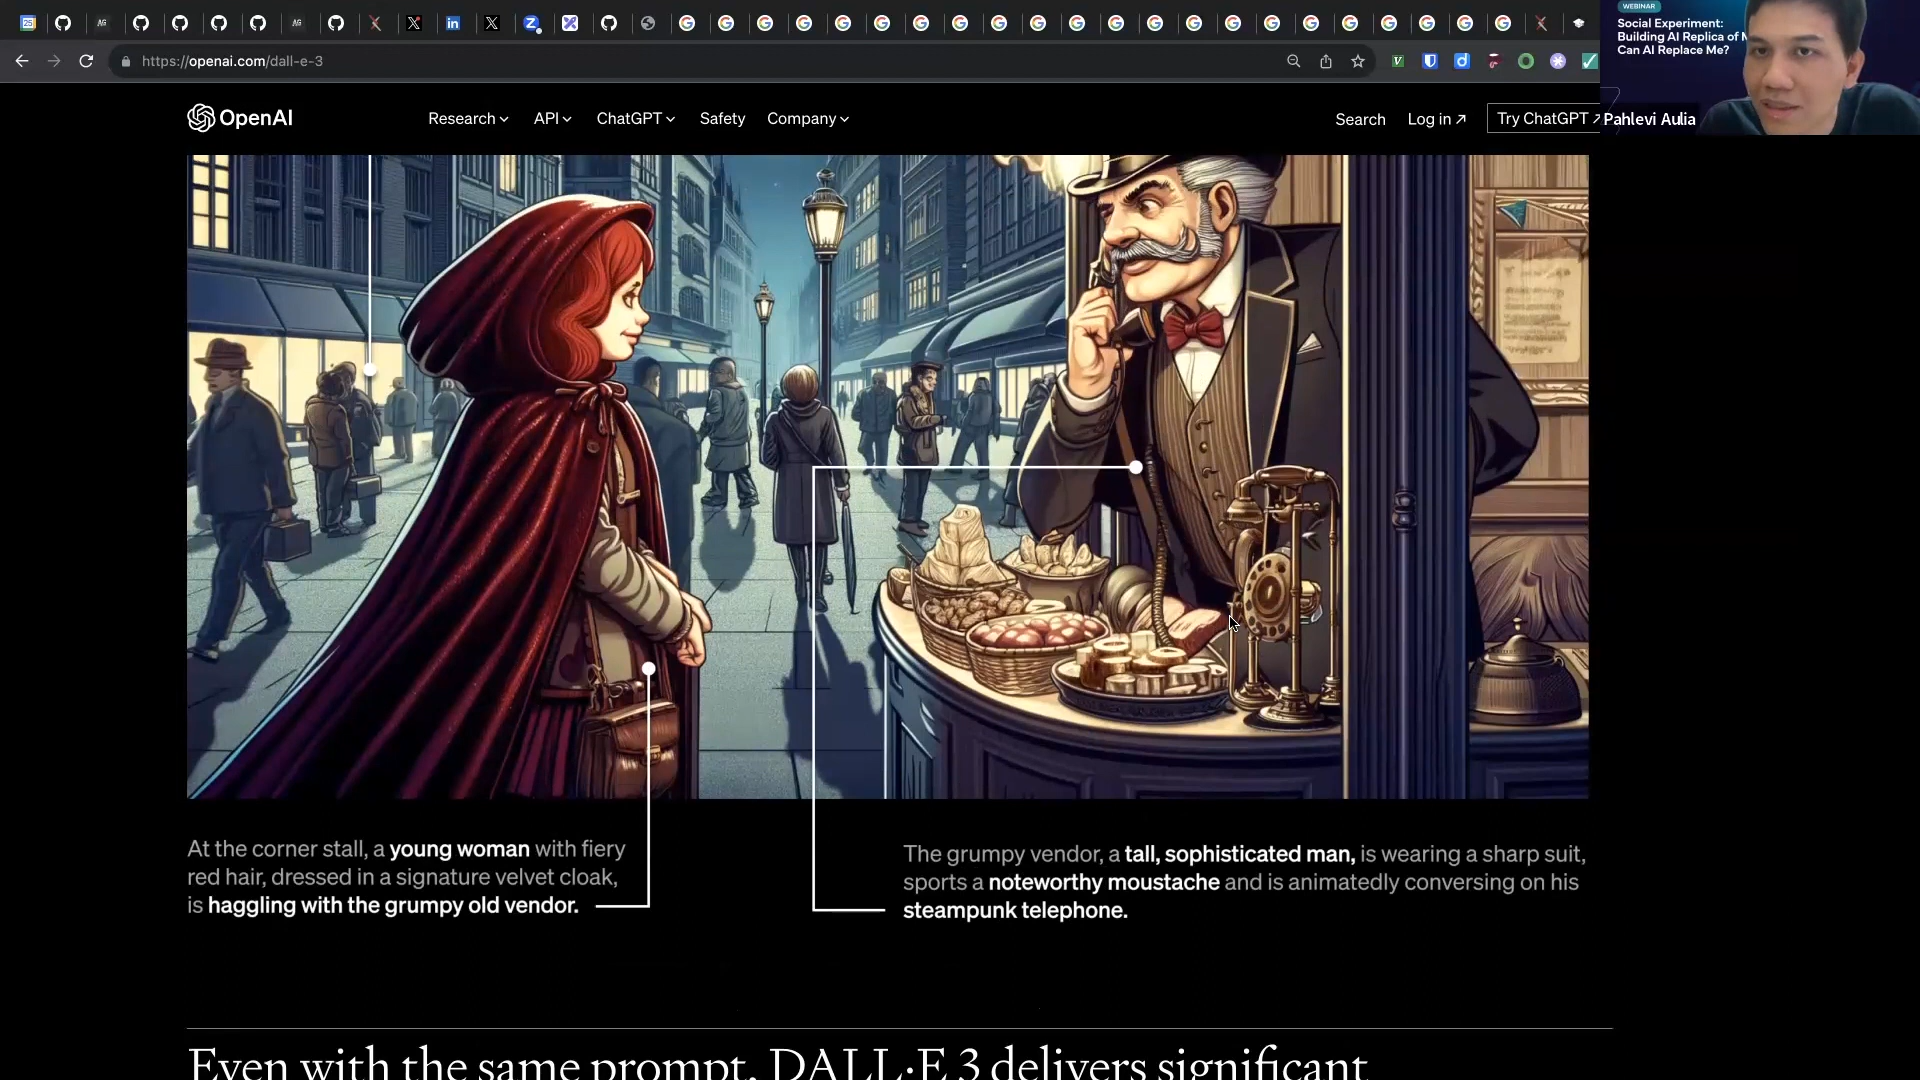 https://openai.com/dall-e-3
WEBINAR
Social Experiment:
Building AI Replica of M
Can AI Replace Me?
Pahlevi Aulia
OpenAI
Research
API
ChatGPT
Safety
Company
Search
Log in ↗
Try ChatGPT ↗
At the corner stall, a young woman with fiery
red hair, dressed in a signature velvet cloak,
is haggling with the grumpy old vendor.
The grumpy vendor, a tall, sophisticated man, is wearing a sharp suit,
sports a noteworthy moustache and is animatedly conversing on his
steampunk telephone.
Even with the same prompt, DALL·E 3 delivers significant